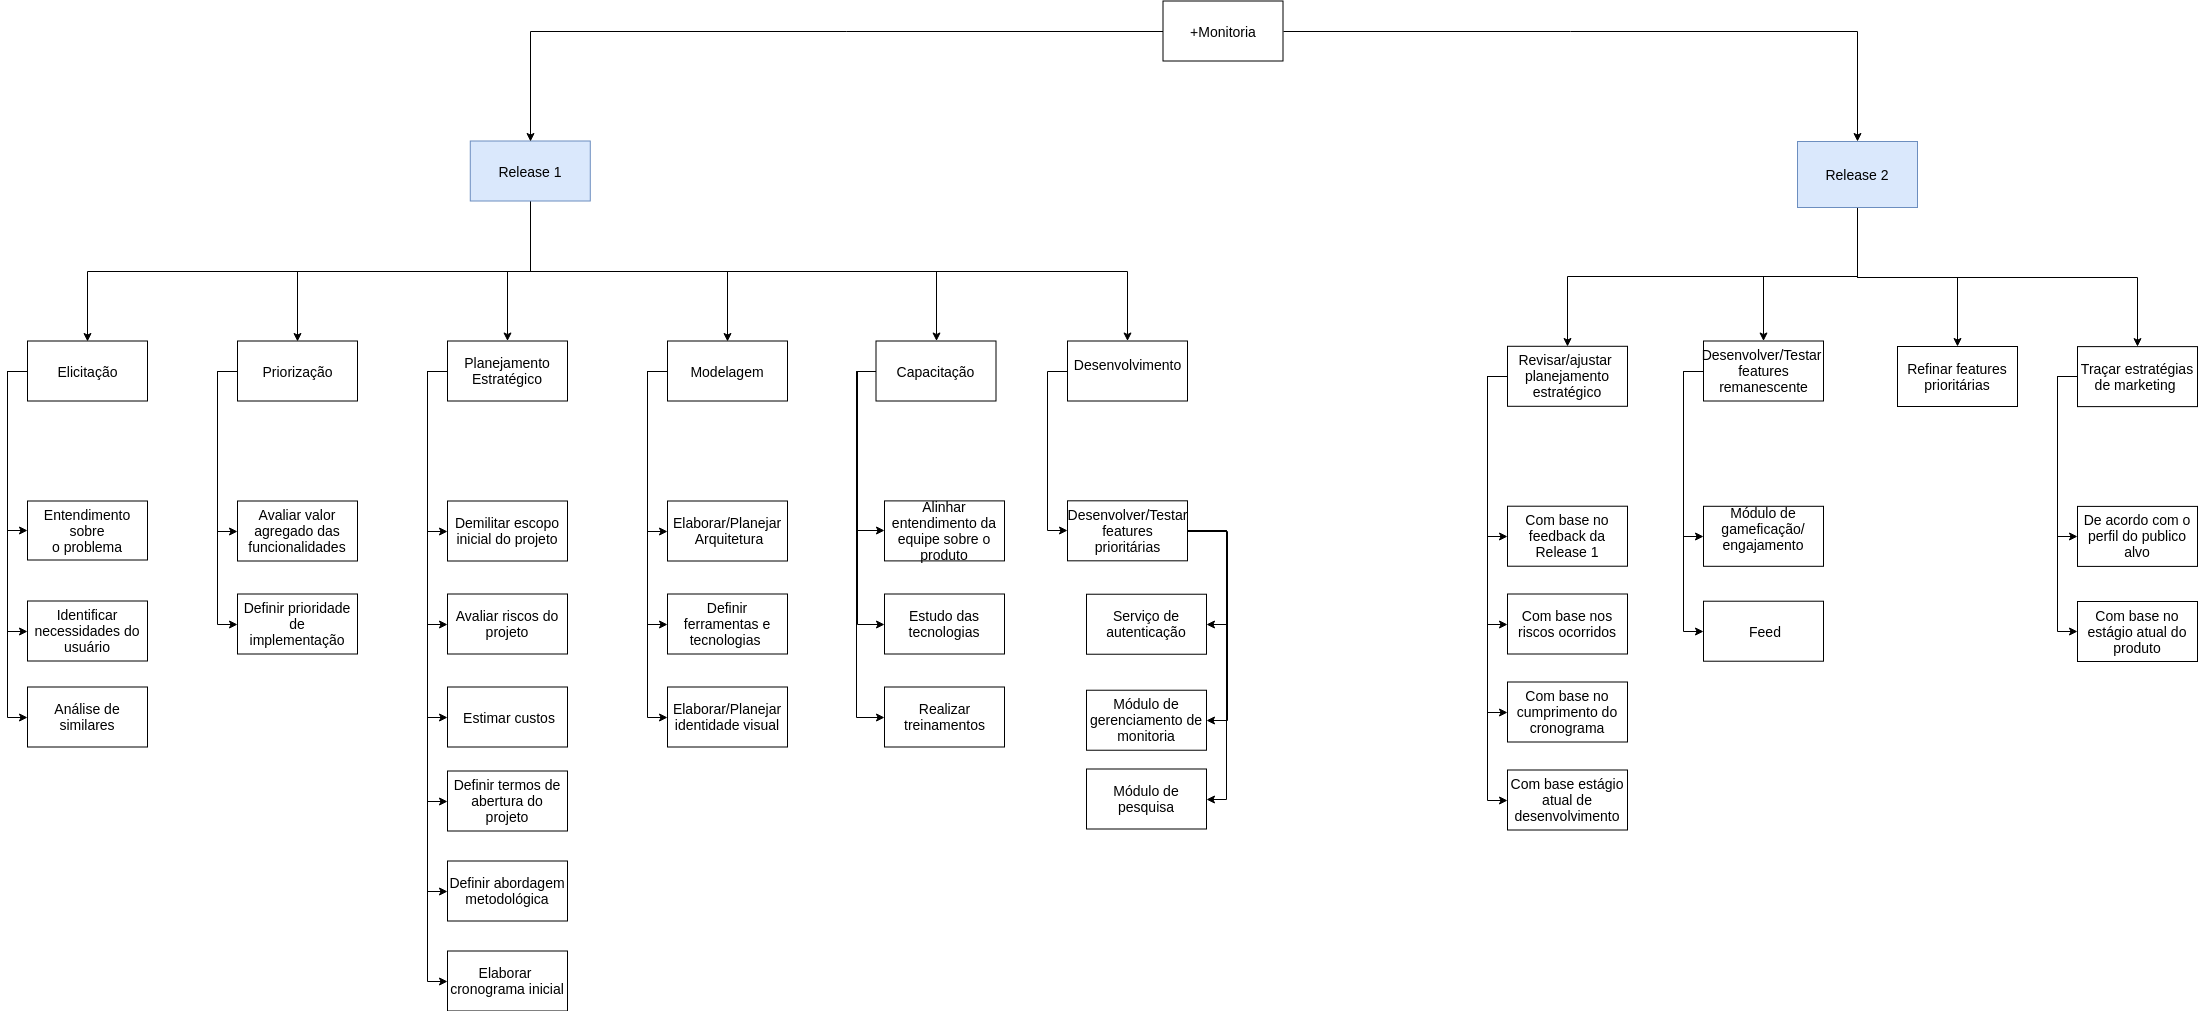 +Monitoria
Release 1
Release 2
Elicitação
Priorização
Planejamento
Estratégico
Modelagem
Capacitação
Desenvolvimento
Revisar/ajustar
planejamento
estratégico
Desenvolver/Testar
features
remanescente
Refinar features
prioritárias
Traçar estratégias
de marketing
Entendimento
sobre
o problema
Identificar
necessidades do
usuário
Análise de
similares
Avaliar valor
agregado das
funcionalidades
Definir prioridade
de
implementação
Demilitar escopo
inicial do projeto
Avaliar riscos do
projeto
Estimar custos
Definir termos de
abertura do
projeto
Definir abordagem
metodológica
Elaborar
cronograma inicial
Elaborar/Planejar
Arquitetura
Definir
ferramentas e
tecnologias
Elaborar/Planejar
identidade visual
Alinhar
entendimento da
equipe sobre o
produto
Estudo das
tecnologias
Realizar
treinamentos
Desenvolver/Testar
features
prioritárias
Serviço de
autenticação
Módulo de
gerenciamento de
monitoria
Módulo de
pesquisa
Com base no
feedback da
Release 1
Com base nos
riscos ocorridos
Com base no
cumprimento do
cronograma
Com base estágio
atual de
desenvolvimento
Módulo de
gameficação/
engajamento
Feed
De acordo com o
perfil do publico
alvo
Com base no
estágio atual do
produto